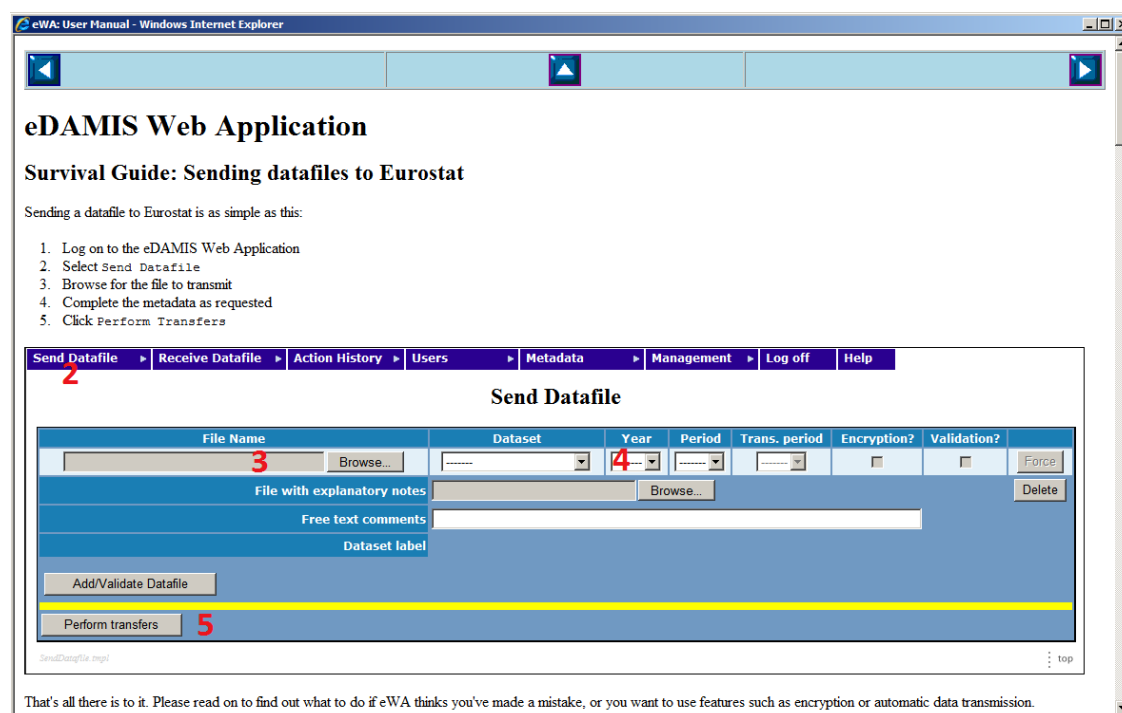 eWA: User Manual - Windows Internet Explorer
eDAMIS Web Application
Survival Guide: Sending datafiles to Eurostat
Sending a datafile to Eurostat is as simple as this:
1. Log on to the eDAMIS Web Application
2. Select Send Datafile
3. Browse for the file to transmit
4. Complete the metadata as requested
5. Click Perform Transfers
Send Datafile Receive Datafile Action History Users Metadata Management Log off Help
2
Send Datafile
File Name Dataset Year Period Trans. period Encryption? Validation?
3 Browse... ------- 4 ---- ------- ------- Force
File with explanatory notes Browse... Delete
Free text comments
Dataset label
Add/Validate Datafile
Perform transfers 5
SendDatafile.tmpl top
That's all there is to it. Please read on to find out what to do if eWA thinks you've made a mistake, or you want to use features such as encryption or automatic data transmission.